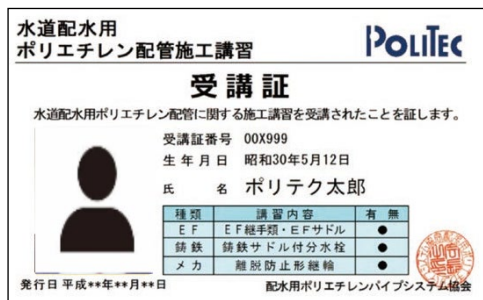 水道配水用
ポリエチレン配管施工講習
POLITEC
受講証
水道配水用ポリエチレン配管に関する施工講習を受講されたことを証します。
受講証番号 00X999
生年月日 昭和30年5月12日
氏名 ポリテク太郎
種類 講習内容 有無
EF EF継手類・EFサドル ●
鋳鉄 鋳鉄サドル付分水栓 ●
メカ 離脱防止形継輪 ●
発行日 平成**年**月**日
配水用ポリエチレンパイプシステム協会